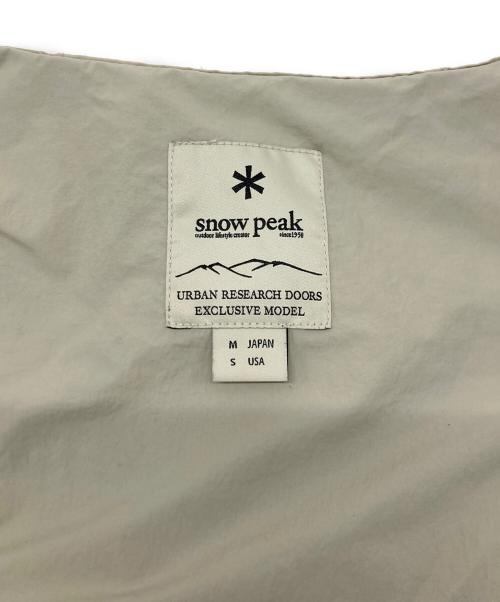 snow peak
outdoor lifestyle creator since1958
URBAN RESEARCH DOORS
EXCLUSIVE MODEL
M JAPAN
S USA